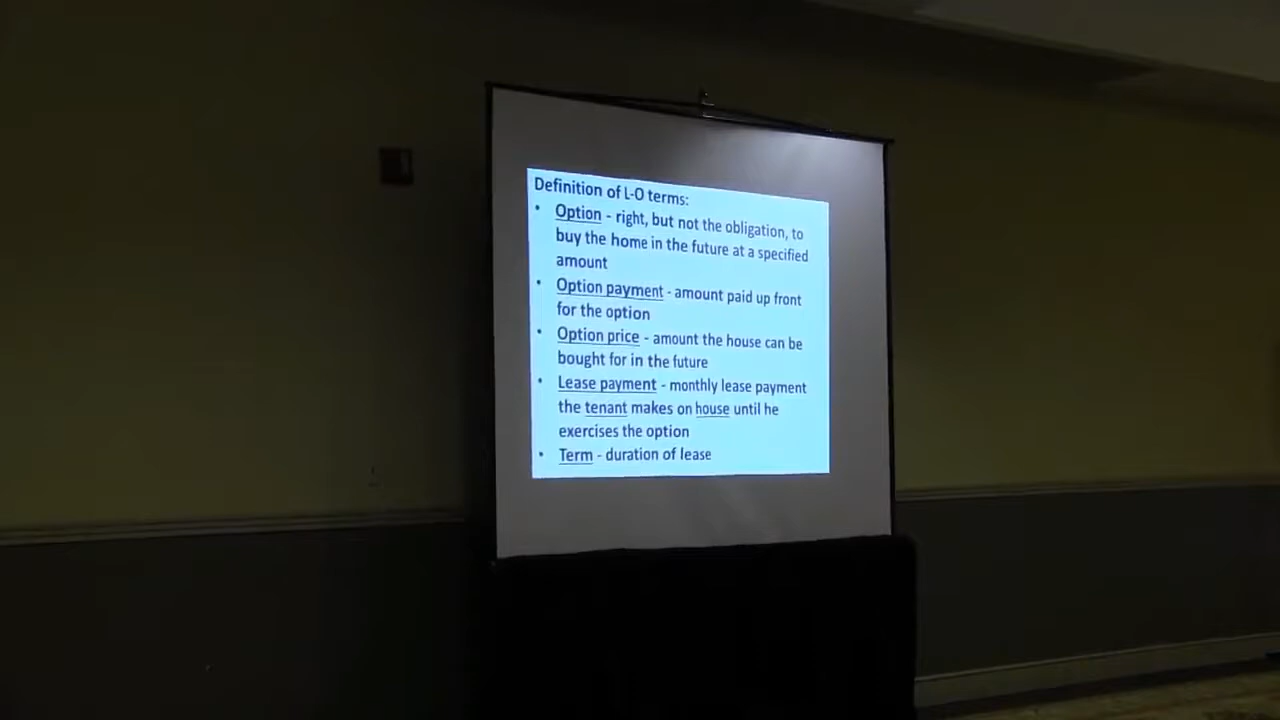 Definition of L-O terms:
• Option - right, but not the obligation, to
buy the home in the future at a specified
amount
• Option payment - amount paid up front
for the option
• Option price - amount the house can be
bought for in the future
• Lease payment - monthly lease payment
the tenant makes on house until he
exercises the option
• Term - duration of lease